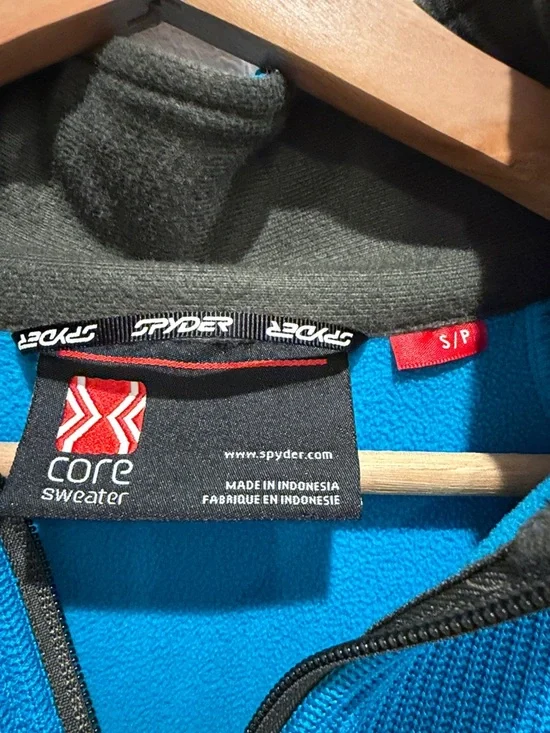 SPYDER SPYDER SPYDER
S/P
core
sweater
www.spyder.com
MADE IN INDONESIA
FABRIQUE EN INDONESIE